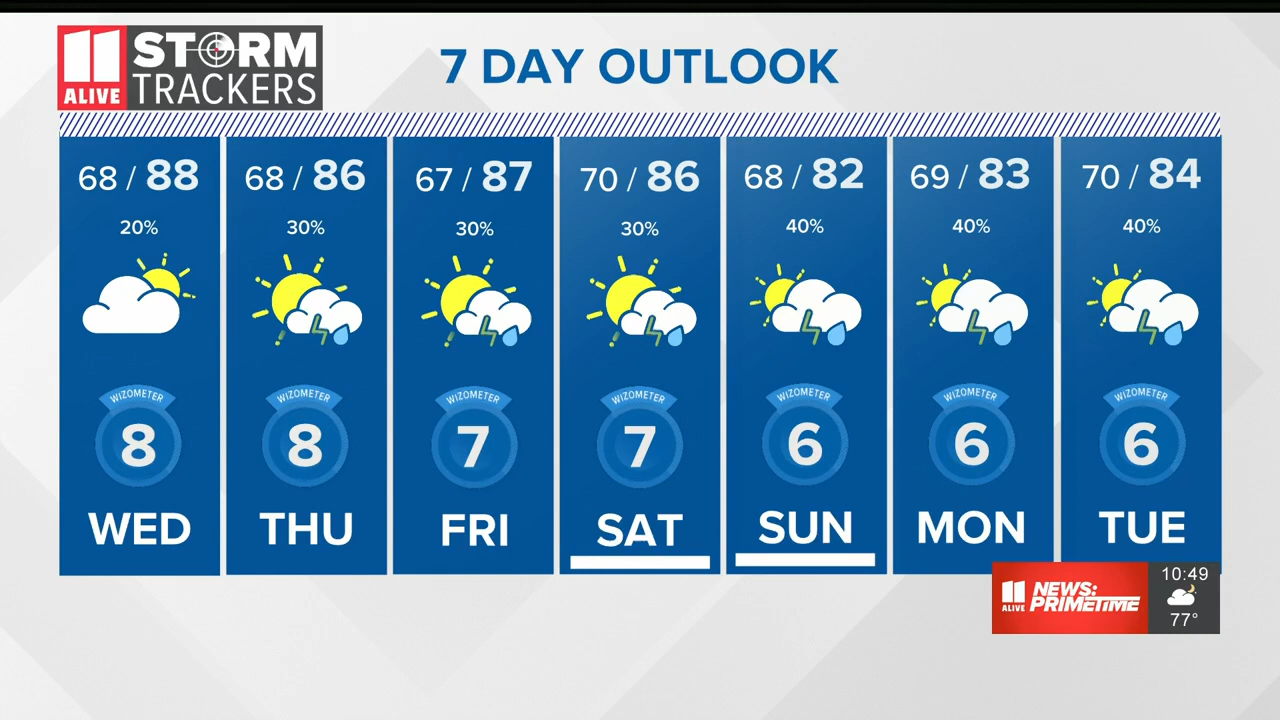 11 ALIVE
STORM
TRACKERS
7 DAY OUTLOOK
68 / 88
20%
WIZOMETER
8
WED
68 / 86
30%
WIZOMETER
8
THU
67 / 87
30%
WIZOMETER
7
FRI
70 / 86
30%
WIZOMETER
7
SAT
68 / 82
40%
WIZOMETER
6
SUN
69 / 83
40%
WIZOMETER
6
MON
70 / 84
40%
WIZOMETER
6
TUE
11 ALIVE
NEWS:
PRIMETIME
10:49
77°